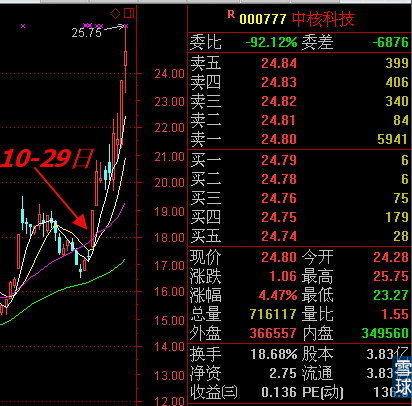 R 000777 中核科技
25.75
24.00
23.00
22.00
21.00
20.00
19.00
18.00
17.00
16.00
15.00
14.00
13.00
12.00
10-29日
委比 -92.12% 委差 -6876
卖五 24.84 399
卖四 24.83 406
卖三 24.82 340
卖二 24.81 84
卖一 24.80 5941
买一 24.79 6
买二 24.78 6
买三 24.76 75
买四 24.75 179
买五 24.74 28
现价 24.80 今开 24.28
涨跌 1.06 最高 25.75
涨幅 4.47% 最低 23.27
总量 716117 量比 1.55
外盘 366557 内盘 349560
换手 18.68% 股本 3.83亿
净资 2.75 流通 3.83
收益㈢ 0.136 PE(动)
雪球